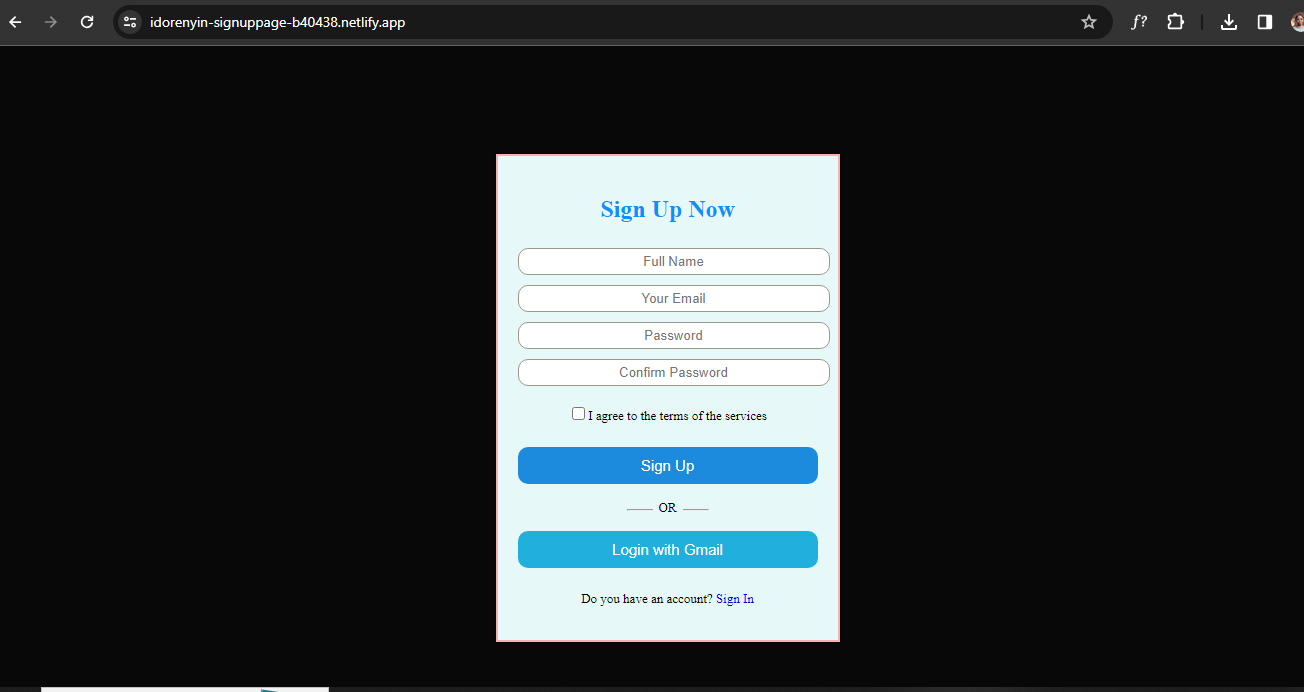 idorenyin-signuppage-b40438.netlify.app
f?
Sign Up Now
Full Name
Your Email
Password
Confirm Password
I agree to the terms of the services
Sign Up
OR
Login with Gmail
Do you have an account? Sign In